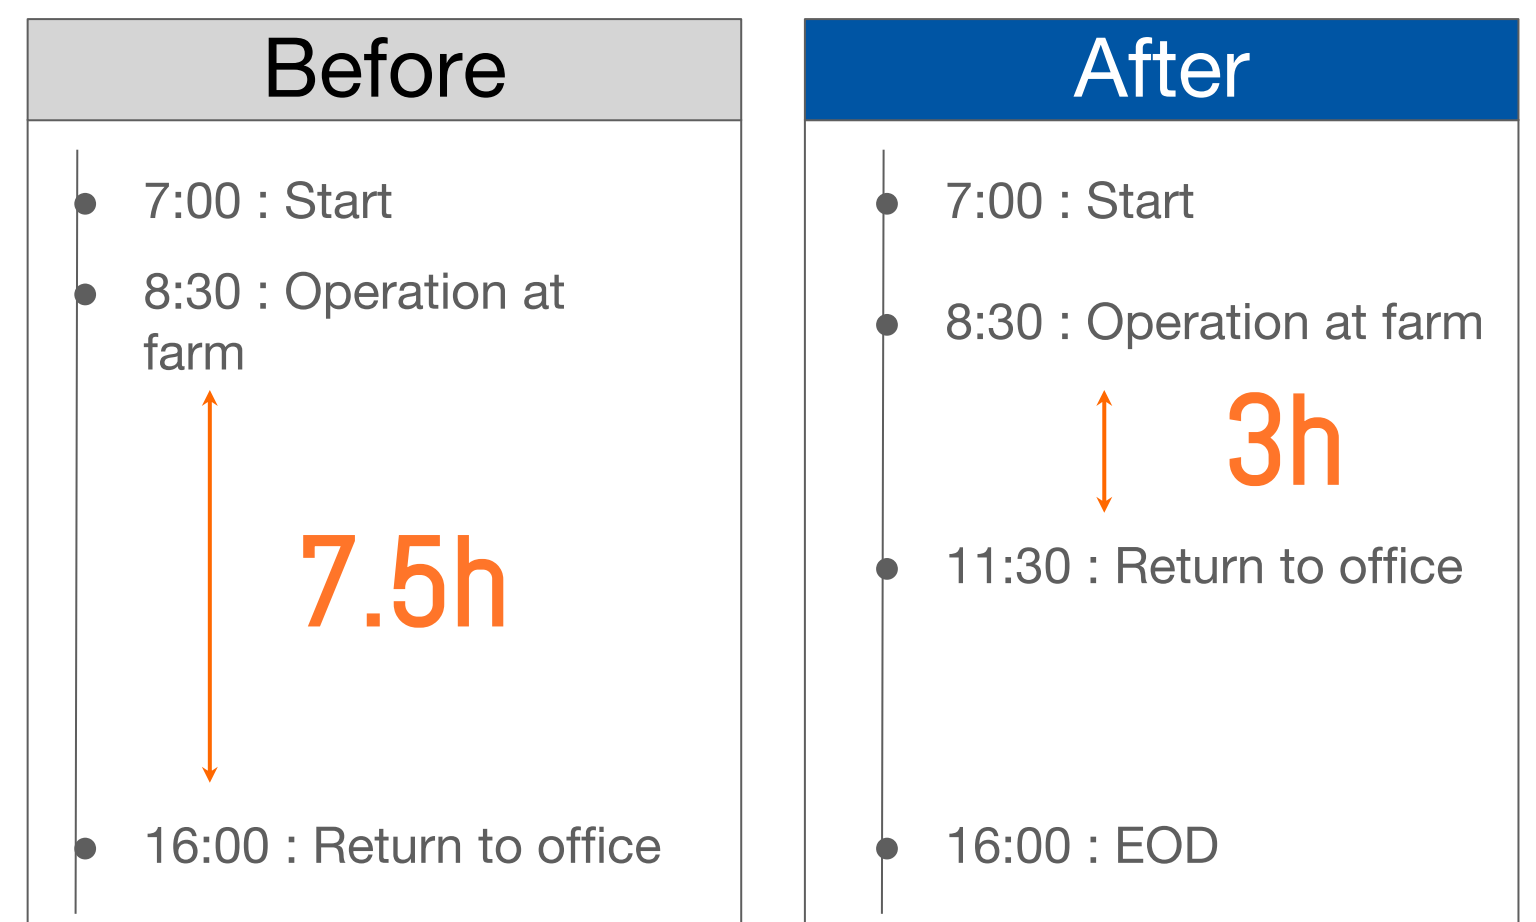 Before
7:00 : Start
8:30 : Operation at
farm
7.5h
16:00 : Return to office
After
7:00 : Start
8:30 : Operation at farm
3h
11:30 : Return to office
16:00 : EOD